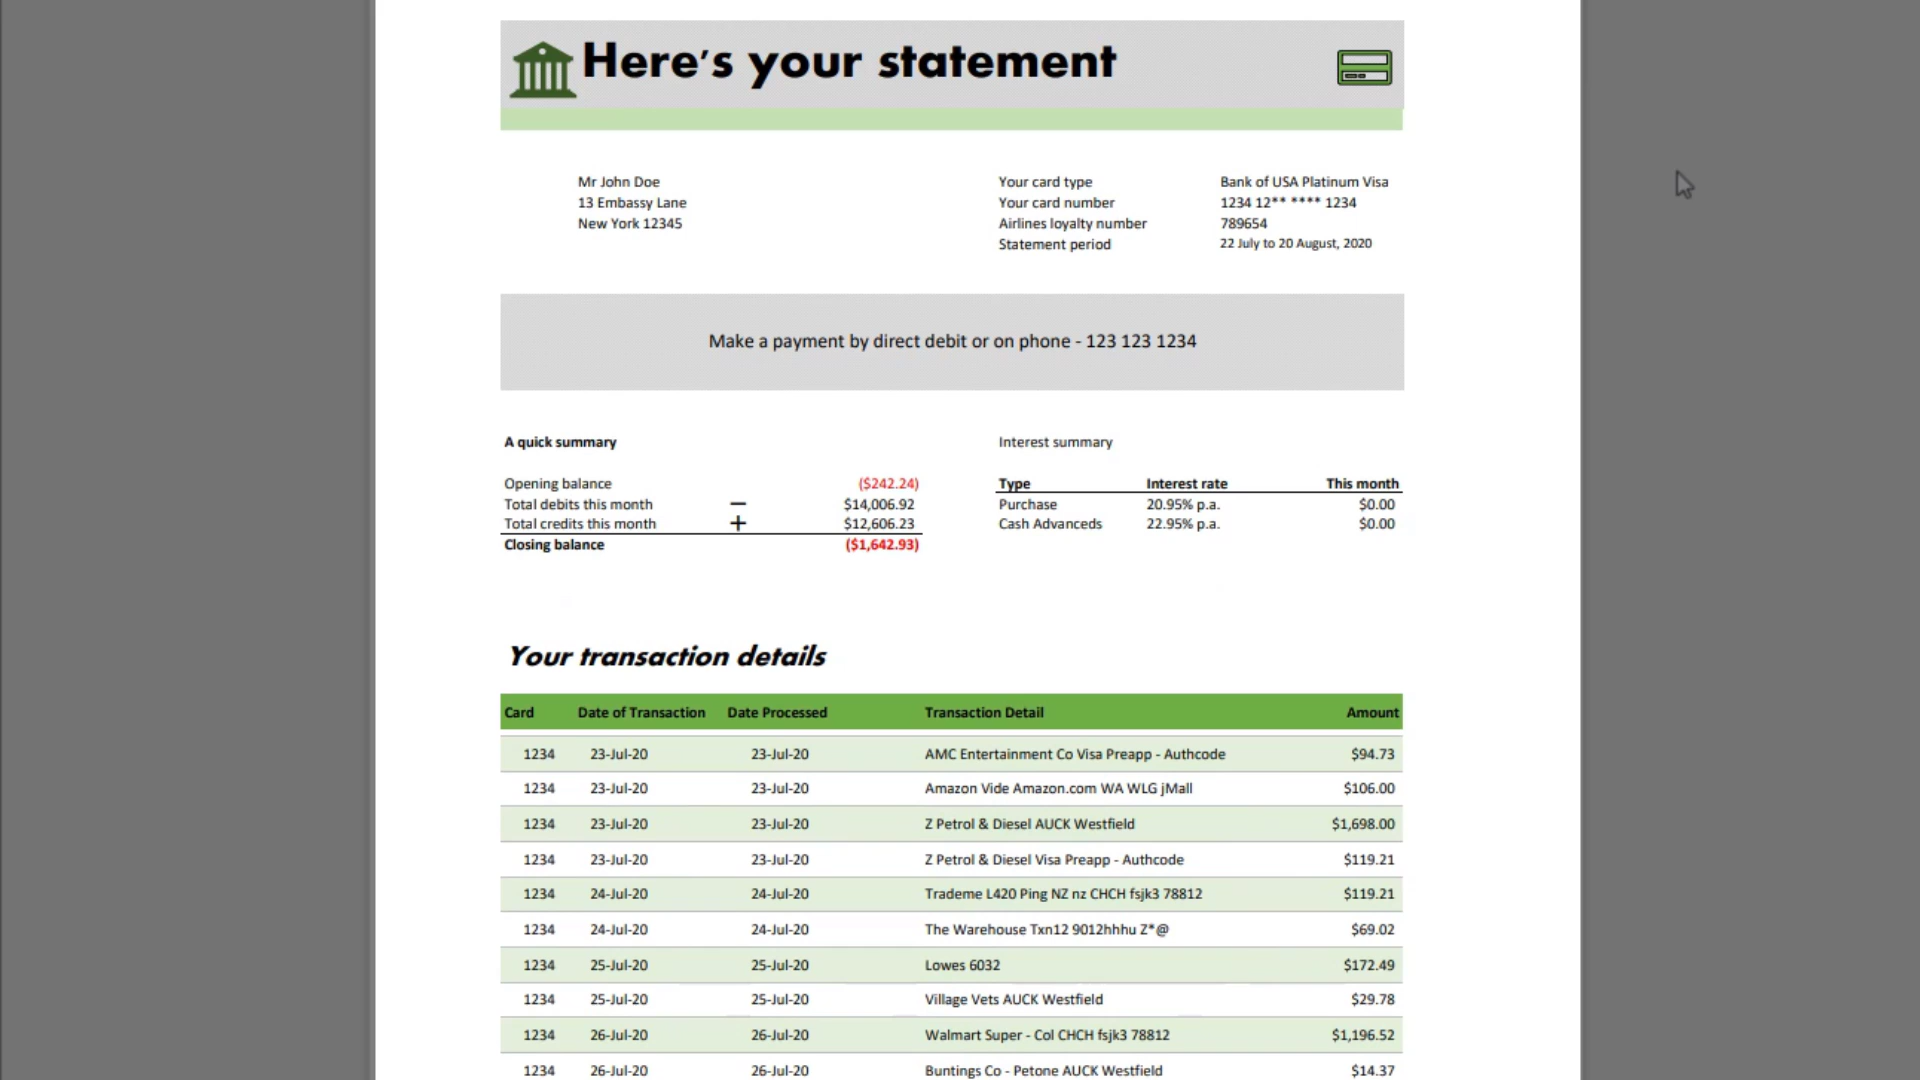 Here's your statement
Mr John Doe
13 Embassy Lane
New York 12345
Your card type Bank of USA Platinum Visa
Your card number 1234 12** **** 1234
Airlines loyalty number 789654
Statement period 22 July to 20 August, 2020
Make a payment by direct debit or on phone - 123 123 1234
A quick summary
Opening balance ($242.24)
Total debits this month − $14,006.92
Total credits this month + $12,606.23
Closing balance ($1,642.93)
Interest summary
Type Interest rate This month
Purchase 20.95% p.a. $0.00
Cash Advanceds 22.95% p.a. $0.00
Your transaction details
Card Date of Transaction Date Processed Transaction Detail Amount
1234 23-Jul-20 23-Jul-20 AMC Entertainment Co Visa Preapp - Authcode $94.73
1234 23-Jul-20 23-Jul-20 Amazon Vide Amazon.com WA WLG jMall $106.00
1234 23-Jul-20 23-Jul-20 Z Petrol & Diesel AUCK Westfield $1,698.00
1234 23-Jul-20 23-Jul-20 Z Petrol & Diesel Visa Preapp - Authcode $119.21
1234 24-Jul-20 24-Jul-20 Trademe L420 Ping NZ nz CHCH fsjk3 78812 $119.21
1234 24-Jul-20 24-Jul-20 The Warehouse Txn12 9012hhhu Z*@ $69.02
1234 25-Jul-20 25-Jul-20 Lowes 6032 $172.49
1234 25-Jul-20 25-Jul-20 Village Vets AUCK Westfield $29.78
1234 26-Jul-20 26-Jul-20 Walmart Super - Col CHCH fsjk3 78812 $1,196.52
1234 26-Jul-20 26-Jul-20 Buntings Co - Petone AUCK Westfield $14.37